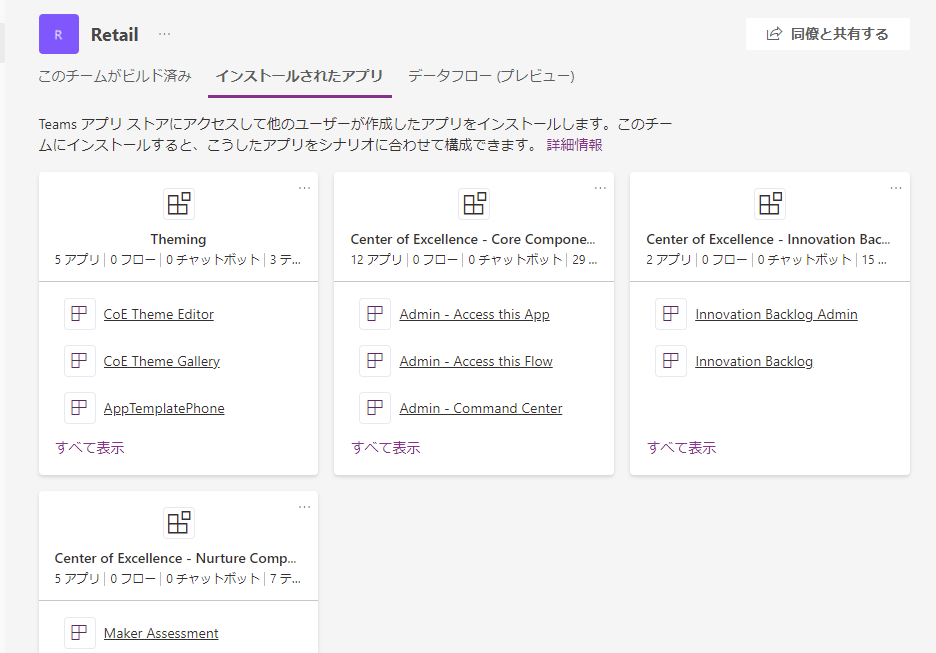 R
Retail
...
同僚と共有する
このチームがビルド済み
インストールされたアプリ
データフロー (プレビュー)
Teams アプリ ストアにアクセスして他のユーザーが作成したアプリをインストールします。このチー
ムにインストールすると、こうしたアプリをシナリオに合わせて構成できます。 詳細情報
...
Theming
5 アプリ | 0 フロー | 0 チャットボット | 3 テ...
CoE Theme Editor
CoE Theme Gallery
AppTemplatePhone
すべて表示
...
Center of Excellence - Core Compone...
12 アプリ | 0 フロー | 0 チャットボット | 29 ...
Admin - Access this App
Admin - Access this Flow
Admin - Command Center
すべて表示
...
Center of Excellence - Innovation Bac...
2 アプリ | 0 フロー | 0 チャットボット | 15 ...
Innovation Backlog Admin
Innovation Backlog
すべて表示
...
Center of Excellence - Nurture Comp...
5 アプリ | 0 フロー | 0 チャットボット | 7 テ...
Maker Assessment